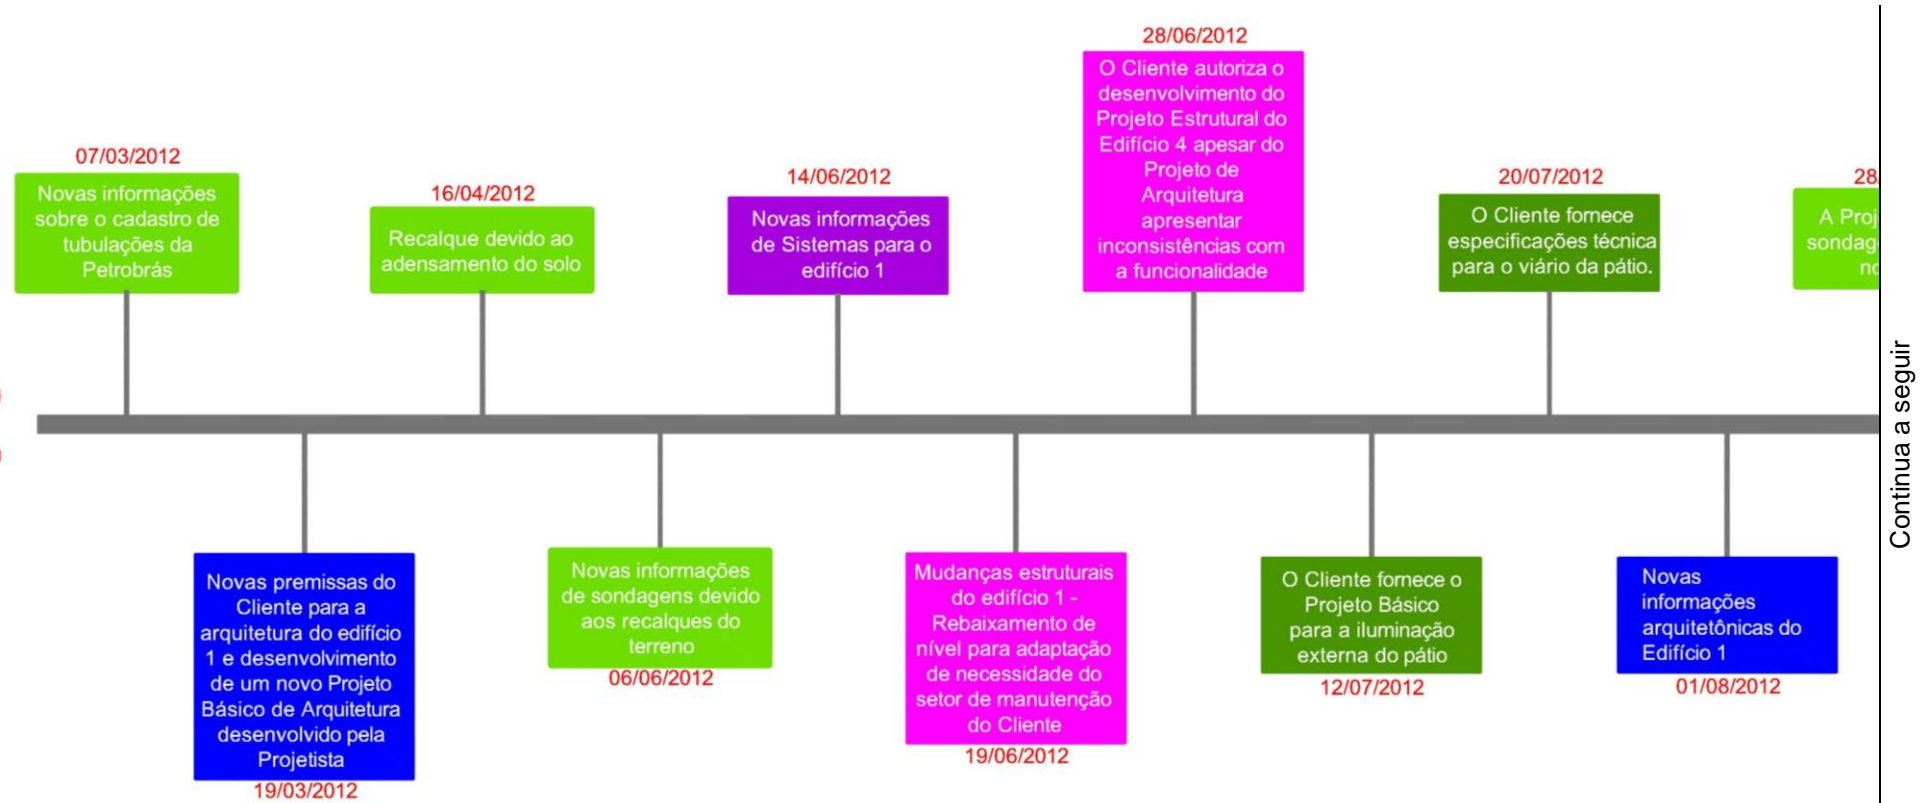 07/03/2012
Novas informações
sobre o cadastro de
tubulações da
Petrobrás
19/03/2012
Novas premissas do
Cliente para a
arquitetura do edifício
1 e desenvolvimento
de um novo Projeto
Básico de Arquitetura
desenvolvido pela
Projetista
16/04/2012
Recalque devido ao
adensamento do solo
Novas informações
de sondagens devido
aos recalques do
terreno
06/06/2012
14/06/2012
Novas informações
de Sistemas para o
edifício 1
Mudanças estruturais
do edifício 1 -
Rebaixamento de
nível para adaptação
de necessidade do
setor de manutenção
do Cliente
19/06/2012
28/06/2012
O Cliente autoriza o
desenvolvimento do
Projeto Estrutural do
Edifício 4 apesar do
Projeto de
Arquitetura
apresentar
inconsistências com
a funcionalidade
O Cliente fornece o
Projeto Básico
para a iluminação
externa do pátio
12/07/2012
20/07/2012
O Cliente fornece
especificações técnica
para o viário da pátio.
Novas
informações
arquitetônicas do
Edifício 1
01/08/2012
28
A
Continua a seguir